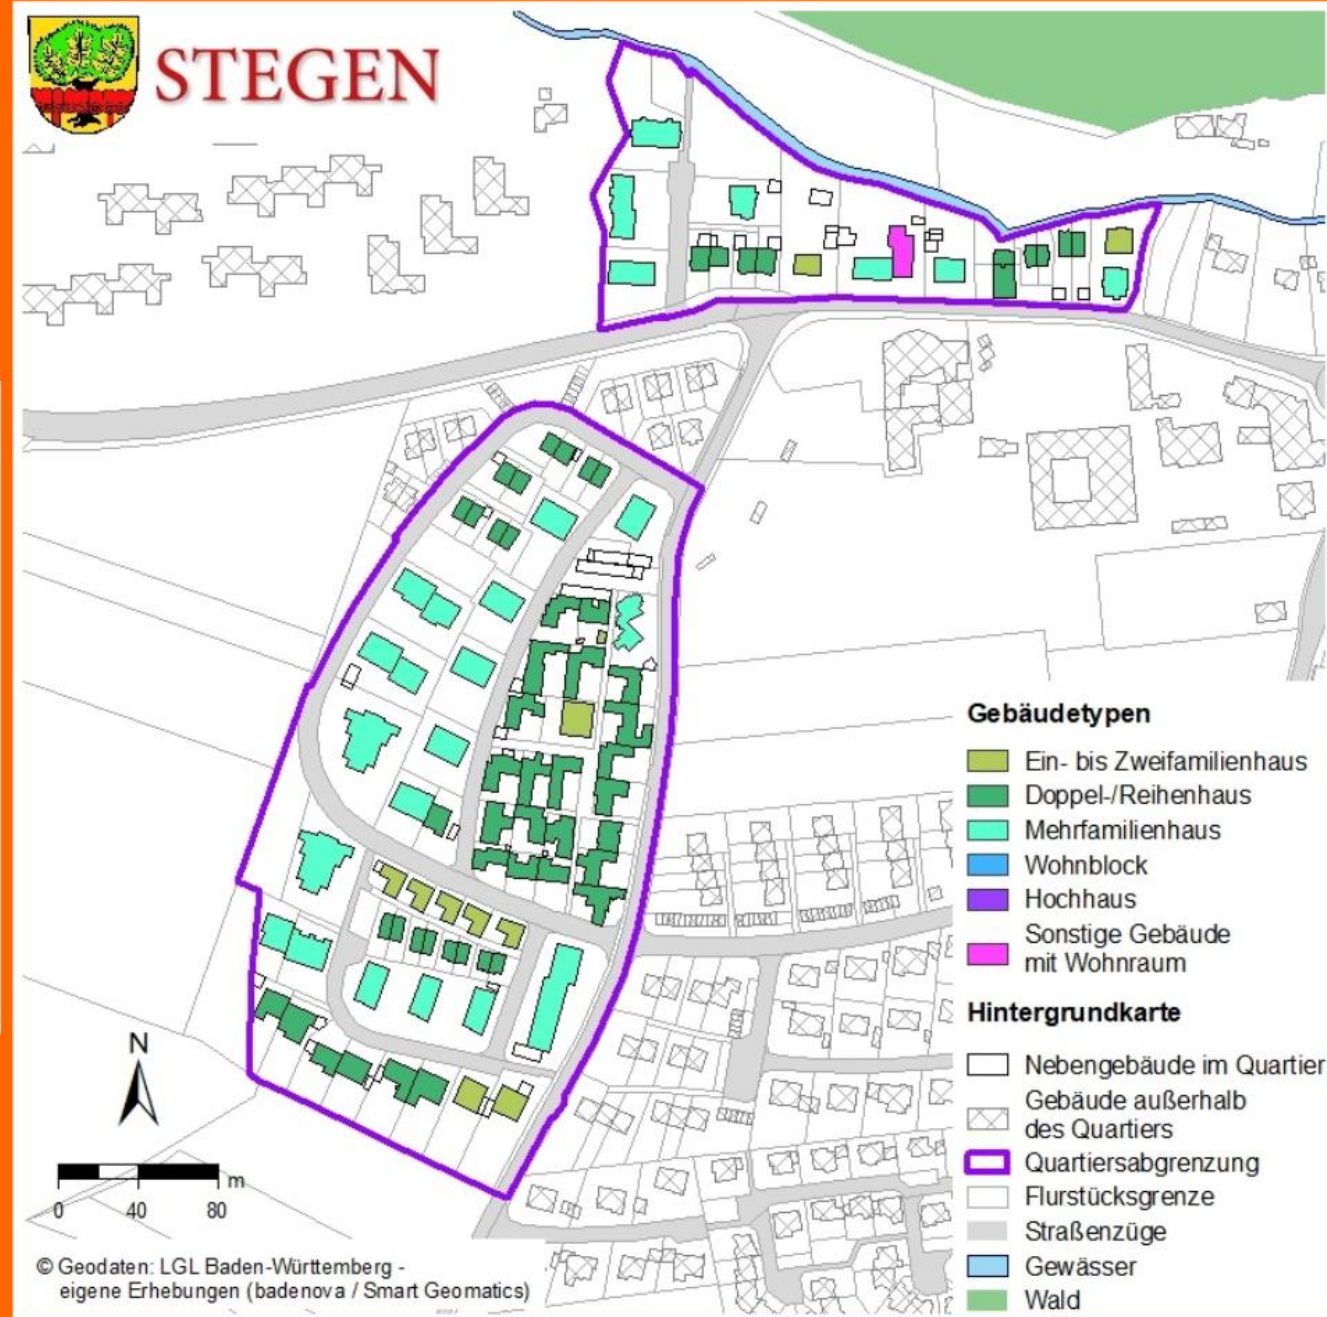 STEGEN
Gebäudetypen
Ein- bis Zweifamilienhaus
Doppel-/Reihenhaus
Mehrfamilienhaus
Wohnblock
Hochhaus
Sonstige Gebäude
mit Wohnraum
Hintergrundkarte
Nebengebäude im Quartier
Gebäude außerhalb
des Quartiers
Quartiersabgrenzung
Flurstücksgrenze
Straßenzüge
Gewässer
Wald
N
m
0 40 80
© Geodaten: LGL Baden-Württemberg -
eigene Erhebungen (badenova / Smart Geomatics)